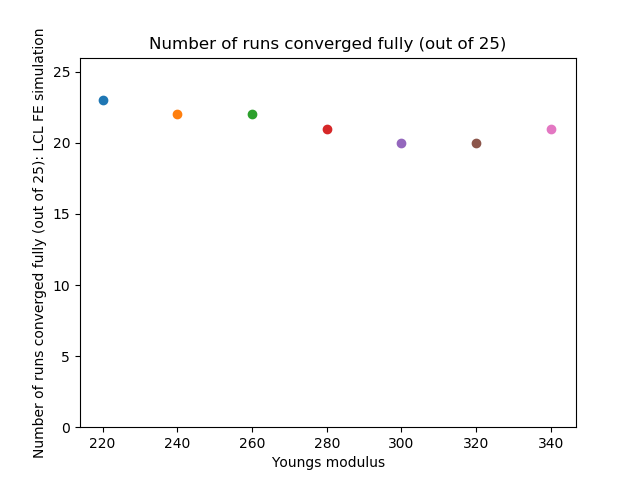 Number of runs converged fully (out of 25)
Number of runs converged fully (out of 25): LCL FE simulation
25
20
15
10
5
0
220 240 260 280 300 320 340
Youngs modulus